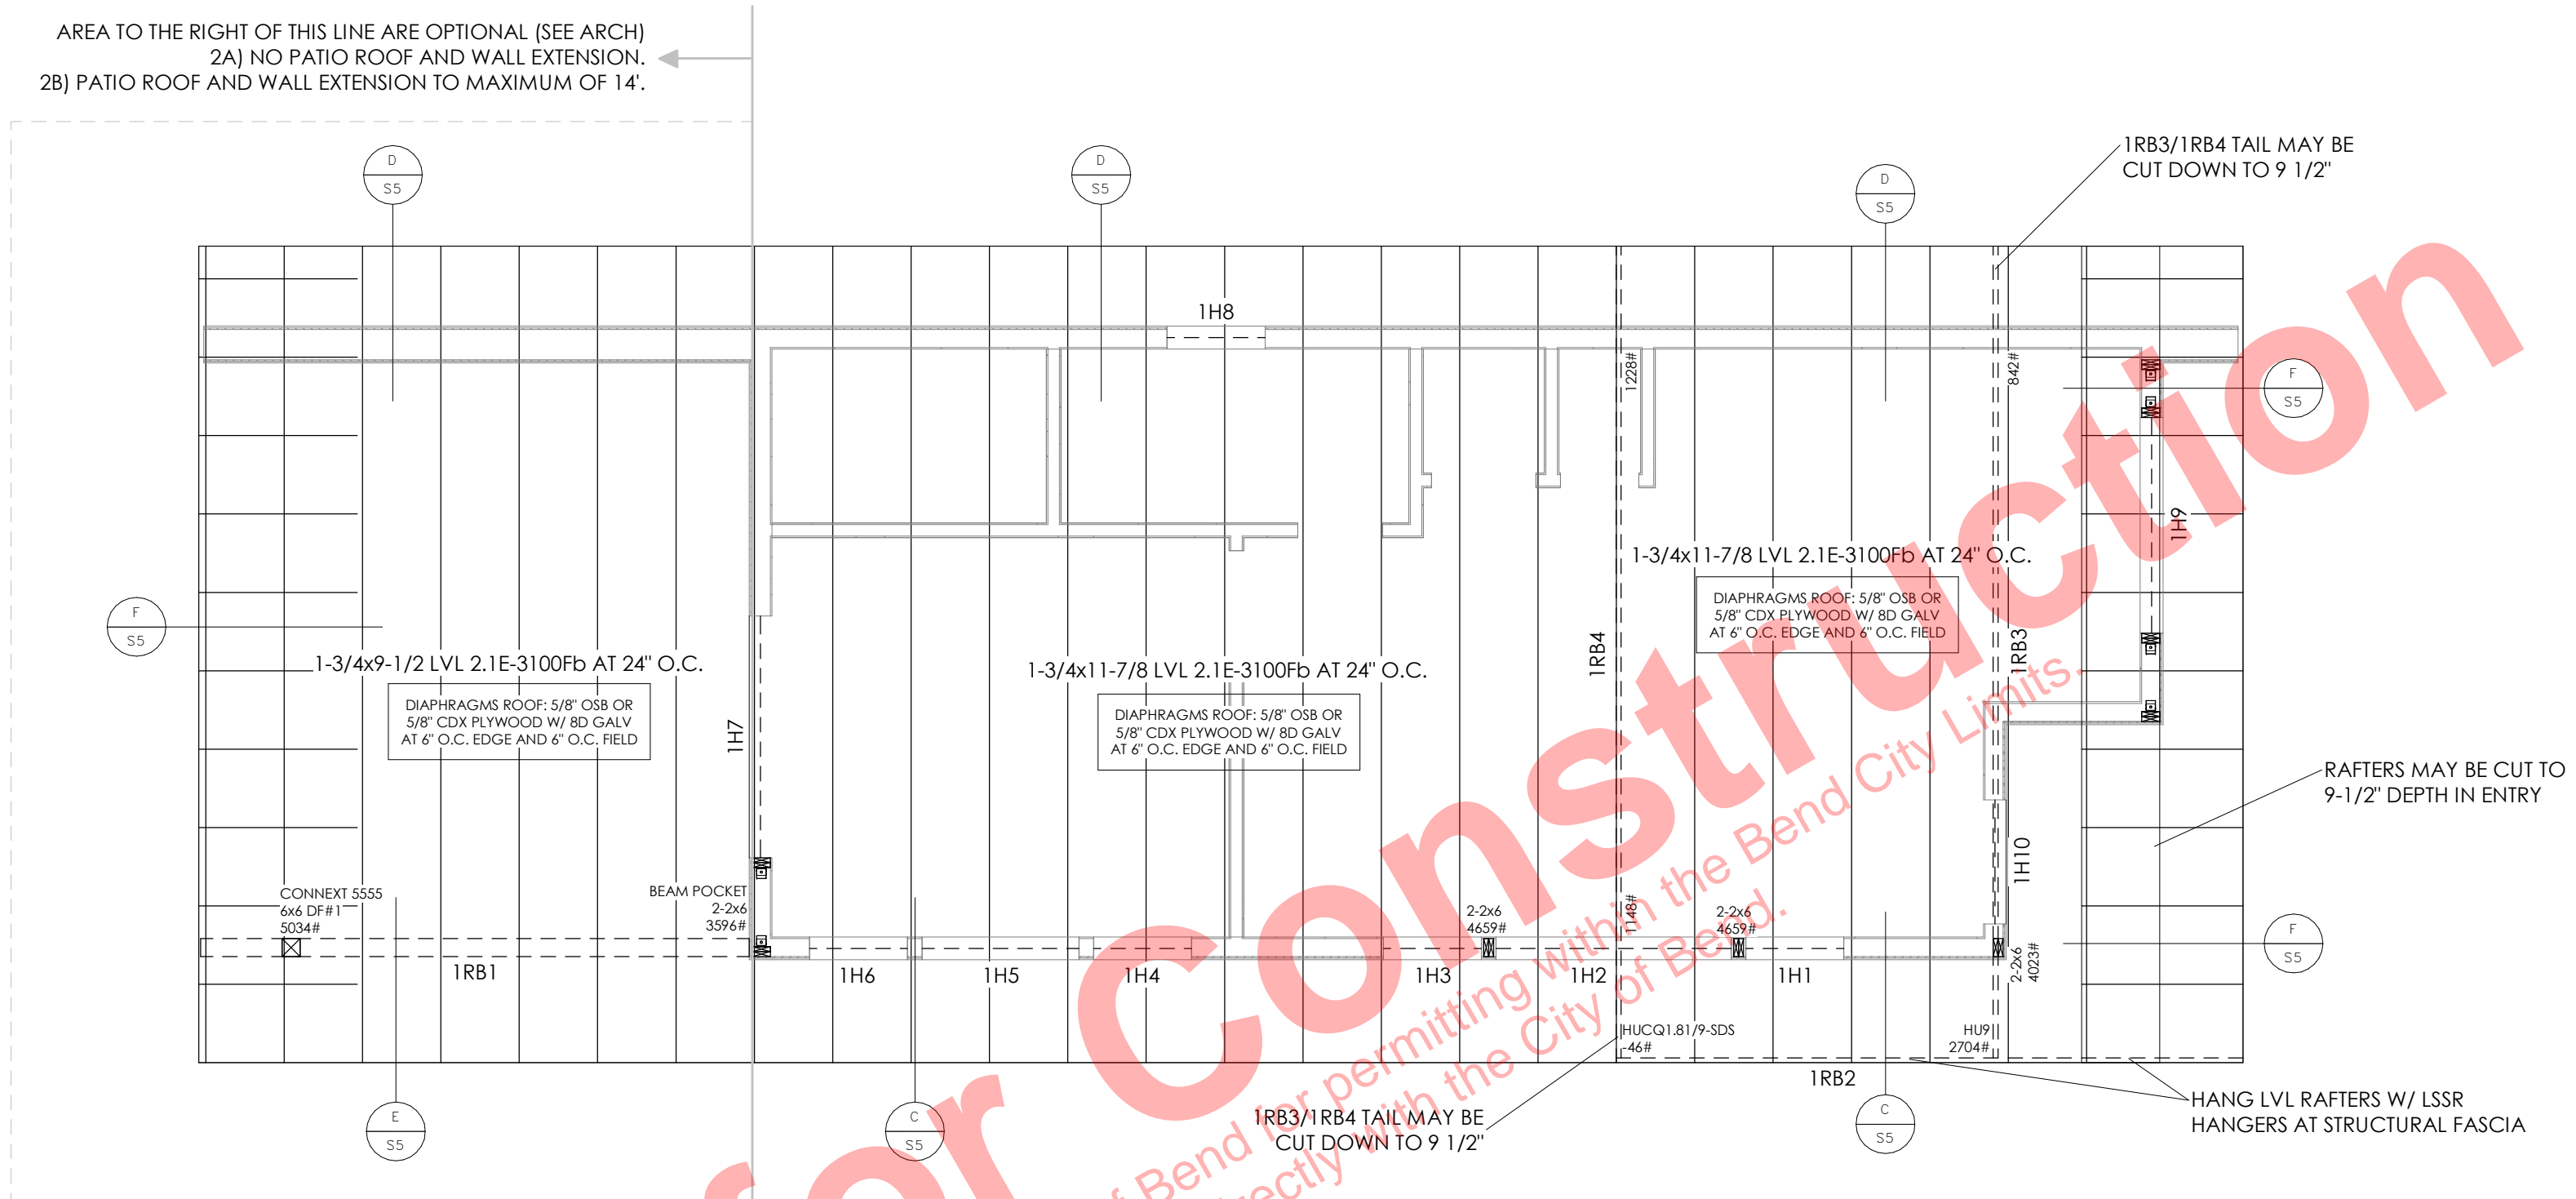 AREA TO THE RIGHT OF THIS LINE ARE OPTIONAL (SEE ARCH)
2A) NO PATIO ROOF AND WALL EXTENSION.
2B) PATIO ROOF AND WALL EXTENSION TO MAXIMUM OF 14'.
D
S5
D
S5
D
S5
1RB3/1RB4 TAIL MAY BE
CUT DOWN TO 9 1/2"
1H8
1228#
842#
F
S5
1H9
1-3/4x11-7/8 LVL 2.1E-3100Fb AT 24" O.C.
DIAPHRAGMS ROOF: 5/8" OSB OR
5/8" CDX PLYWOOD W/ 8D GALV
AT 6" O.C. EDGE AND 6" O.C. FIELD
F
S5
1RB4
1RB3
1-3/4x9-1/2 LVL 2.1E-3100Fb AT 24" O.C.
DIAPHRAGMS ROOF: 5/8" OSB OR
5/8" CDX PLYWOOD W/ 8D GALV
AT 6" O.C. EDGE AND 6" O.C. FIELD
1-3/4x11-7/8 LVL 2.1E-3100Fb AT 24" O.C.
DIAPHRAGMS ROOF: 5/8" OSB OR
5/8" CDX PLYWOOD W/ 8D GALV
AT 6" O.C. EDGE AND 6" O.C. FIELD
1H7
RAFTERS MAY BE CUT TO
9-1/2" DEPTH IN ENTRY
1H10
CONNEXT 5555
6x6 DF#1
5034#
BEAM POCKET
2-2x6
3596#
2-2x6
4659#
1148#
2-2x6
4659#
2-2x6
4023#
F
S5
1RB1
1H6
1H5
1H4
1H3
1H2
1H1
HUCQ1.81/9-SDS
-46#
HU9
2704#
1RB2
1RB3/1RB4 TAIL MAY BE
CUT DOWN TO 9 1/2"
HANG LVL RAFTERS W/ LSSR
HANGERS AT STRUCTURAL FASCIA
E
S5
C
S5
C
S5
for Construction
of Bend for permitting within the Bend City Limits.
directly with the City of Bend.